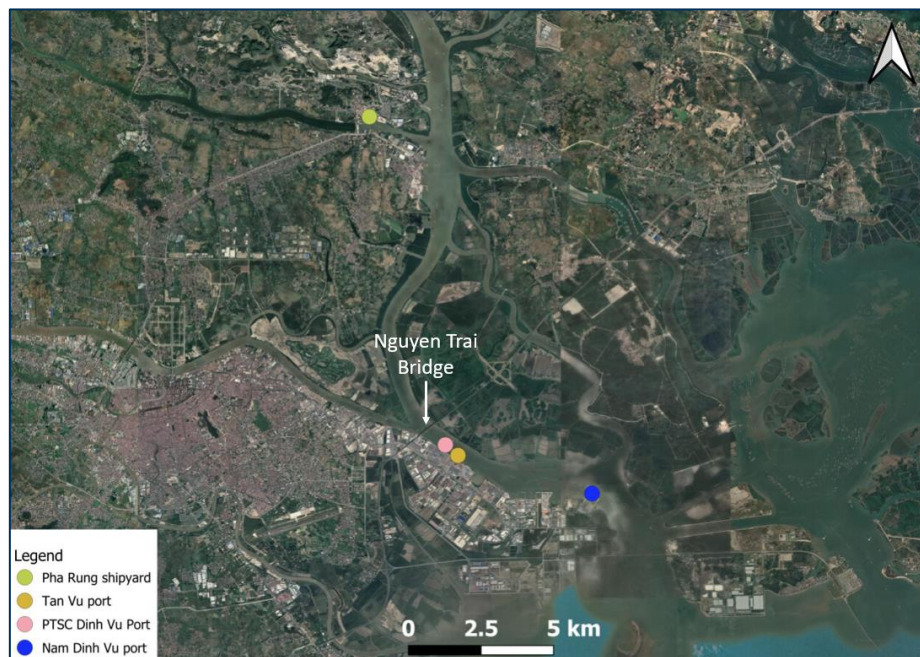 Nguyen Trai
Bridge
Legend
Pha Rung shipyard
Tan Vu port
PTSC Dinh Vu Port
Nam Dinh Vu port
0 2.5 5 km